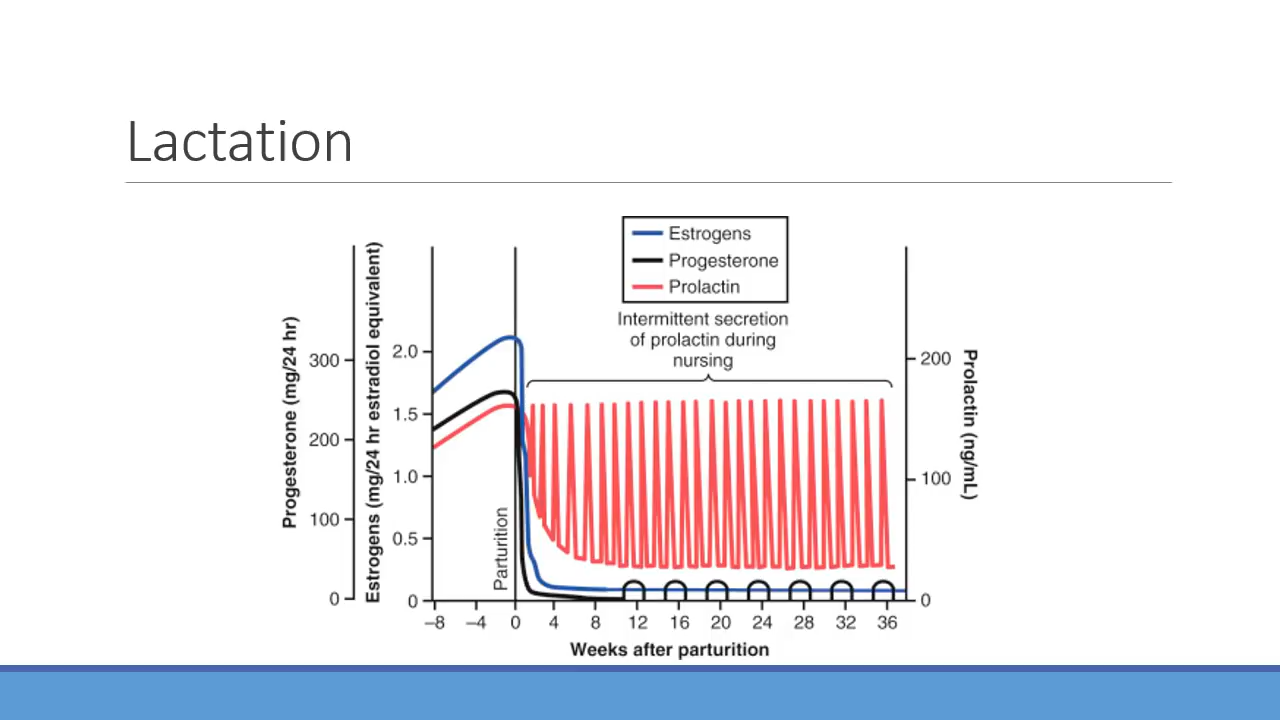 Lactation
Estrogens
Progesterone
Prolactin
Intermittent secretion
of prolactin during
nursing
Progesterone (mg/24 hr)
300
200
100
0
Estrogens (mg/24 hr estradiol equivalent)
2.0
1.5
1.0
0.5
0
Parturition
200
100
0
Prolactin (ng/mL)
–8 –4 0 4 8 12 16 20 24 28 32 36
Weeks after parturition